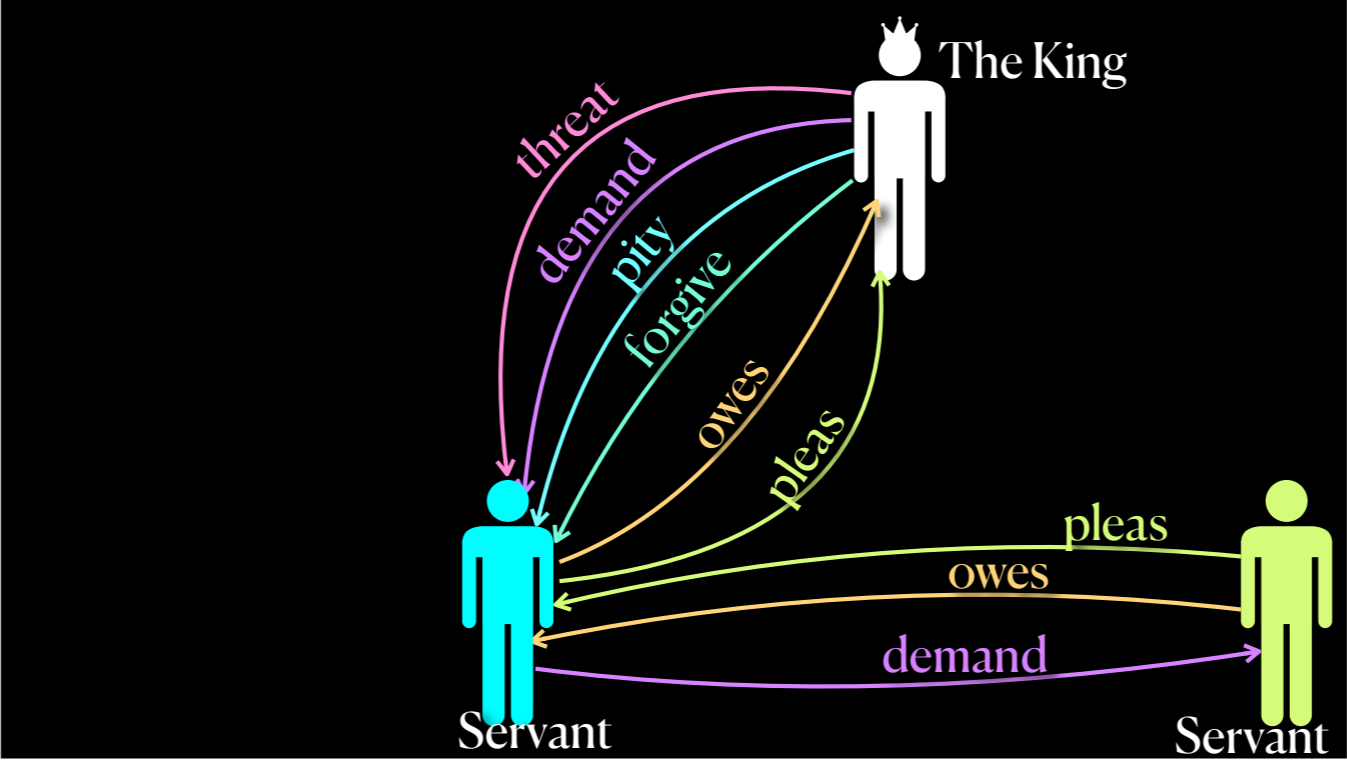 The King
threat
demand
pity
forgive
owes
pleas
pleas
owes
demand
Servant
Servant